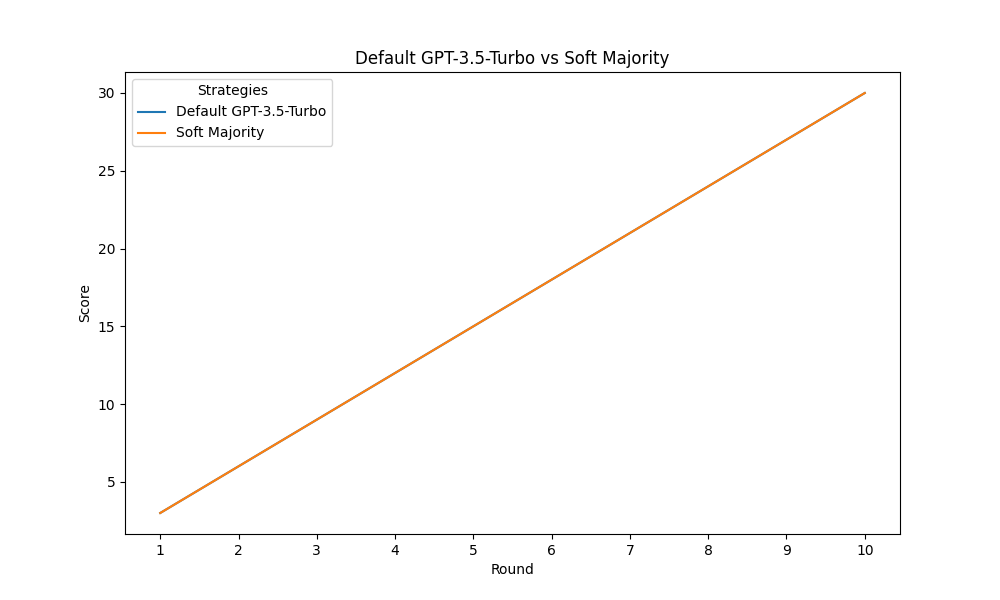 Default GPT-3.5-Turbo vs Soft Majority
Strategies
Default GPT-3.5-Turbo
Soft Majority
30
25
20
15
10
5
Score
1 2 3 4 5 6 7 8 9 10
Round